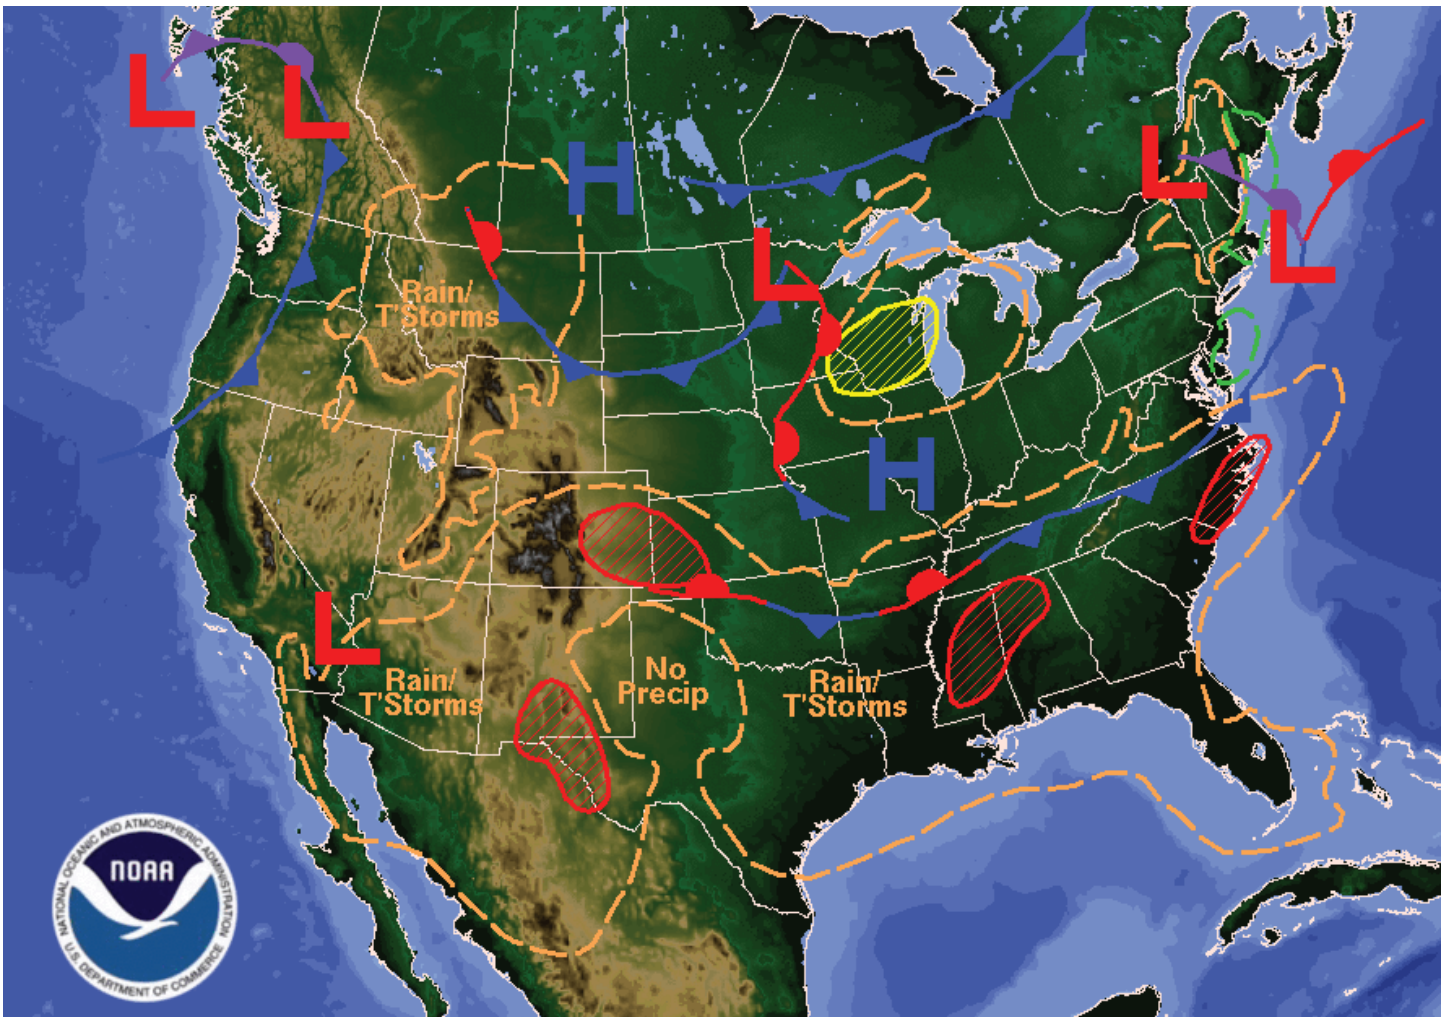 L
L
H
L
L
L
Rain/
T'Storms
H
L
No
Precip
Rain/
T'Storms
Rain/
T'Storms
NATIONAL OCEANIC AND ATMOSPHERIC ADMINISTRATION
NOAA
U.S. DEPARTMENT OF COMMERCE